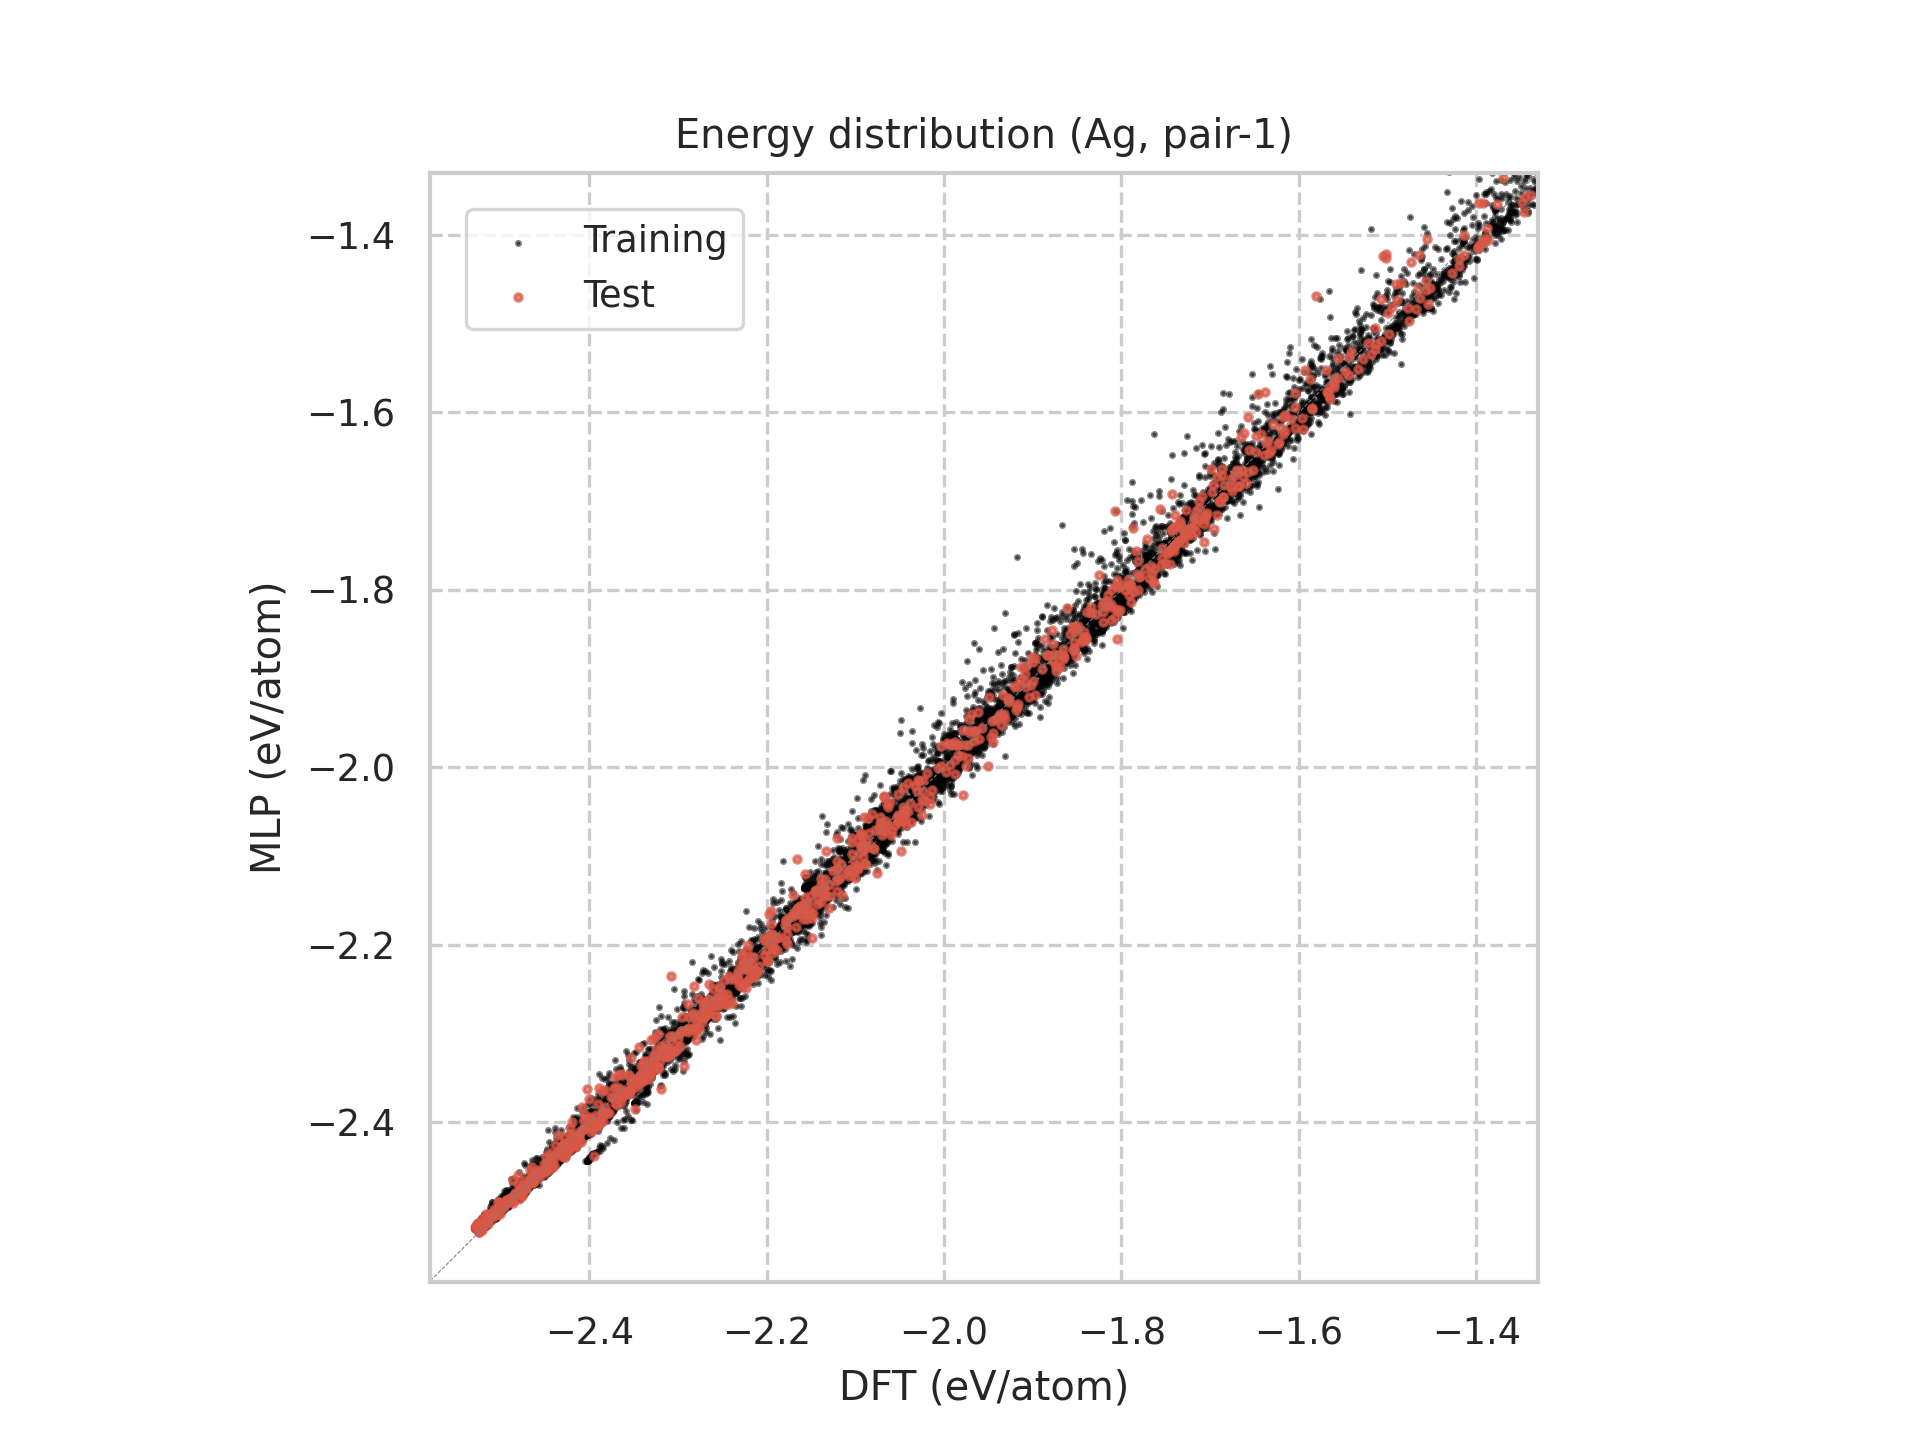 Energy distribution (Ag, pair-1)
Training
Test
−1.4
−1.6
−1.8
−2.0
−2.2
−2.4
MLP (eV/atom)
−2.4 −2.2 −2.0 −1.8 −1.6 −1.4
DFT (eV/atom)